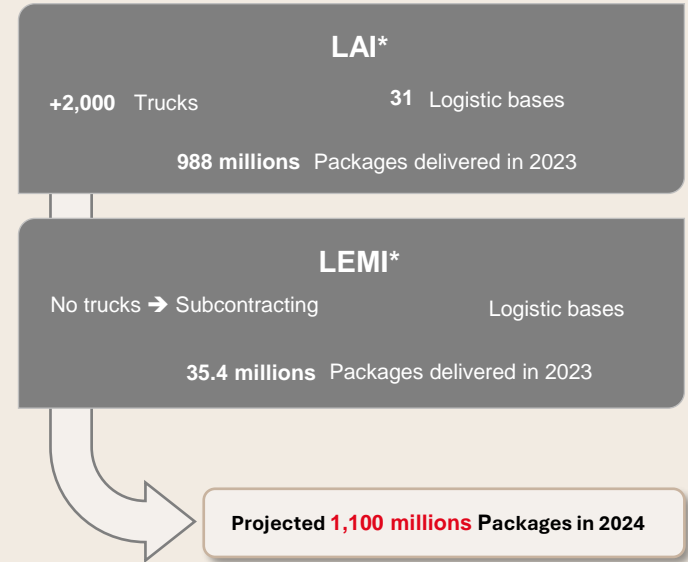 LAI*
+2,000 Trucks 31 Logistic bases
988 millions Packages delivered in 2023
LEMI*
No trucks ➔ Subcontracting Logistic bases
35.4 millions Packages delivered in 2023
Projected 1,100 millions Packages in 2024